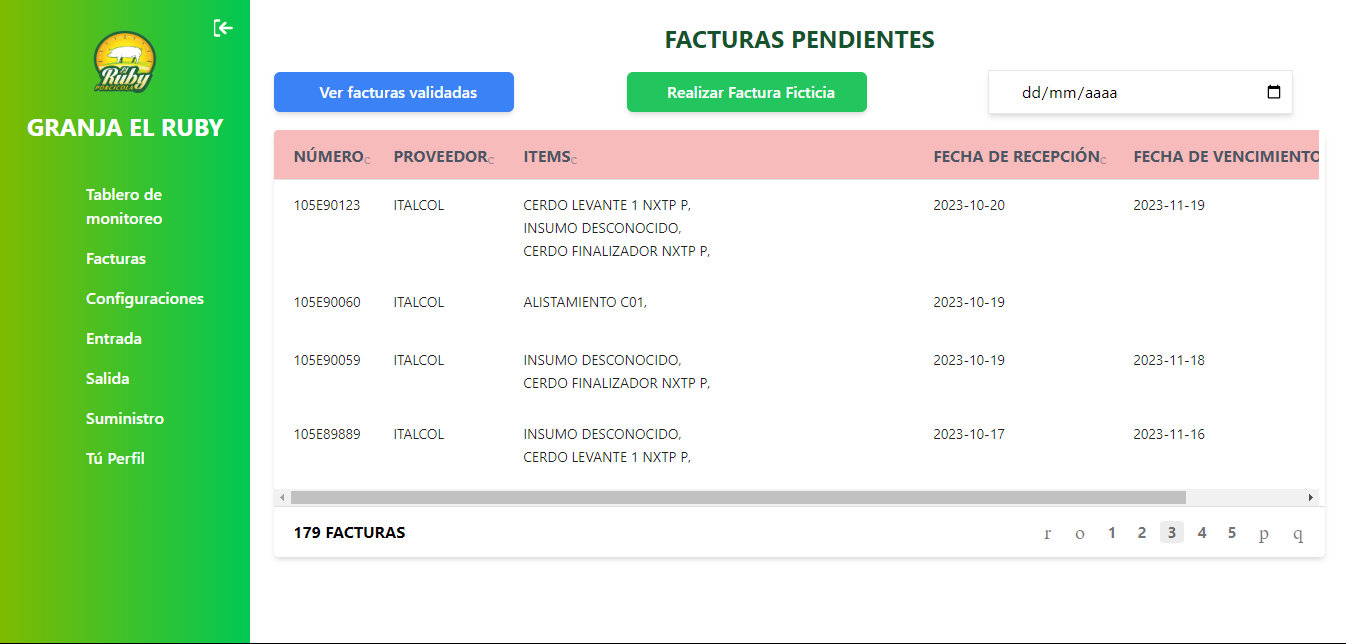 Ruby
PORCICOLA
GRANJA EL RUBY
Tablero de
monitoreo
Facturas
Configuraciones
Entrada
Salida
Suministro
Tú Perfil
FACTURAS PENDIENTES
Ver facturas validadas
Realizar Factura Ficticia
dd/mm/aaaa
NÚMEROc PROVEEDORc ITEMSc FECHA DE RECEPCIÓNc FECHA DE VENCIMIENTO
105E90123 ITALCOL CERDO LEVANTE 1 NXTP P, 2023-10-20 2023-11-19
INSUMO DESCONOCIDO,
CERDO FINALIZADOR NXTP P,
105E90060 ITALCOL ALISTAMIENTO C01, 2023-10-19
105E90059 ITALCOL INSUMO DESCONOCIDO, 2023-10-19 2023-11-18
CERDO FINALIZADOR NXTP P,
105E89889 ITALCOL INSUMO DESCONOCIDO, 2023-10-17 2023-11-16
CERDO LEVANTE 1 NXTP P,
179 FACTURAS r o 1 2 3 4 5 p q